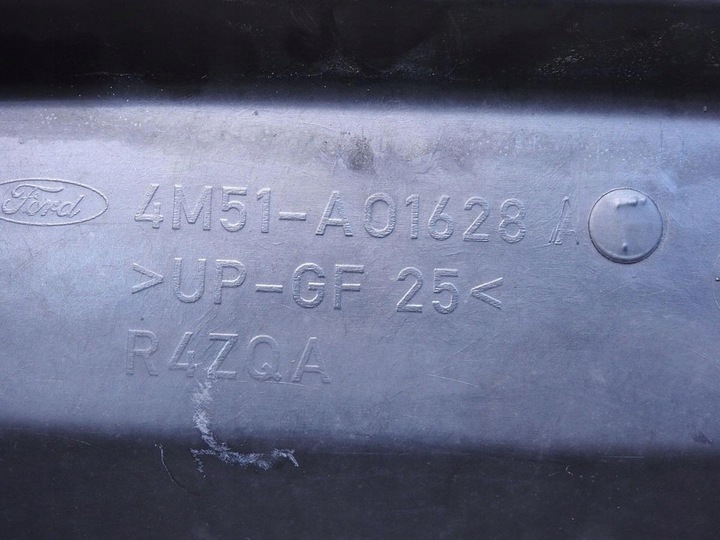 Ford 4M51-A01628 A
>UP-GF 25<
R4ZQA